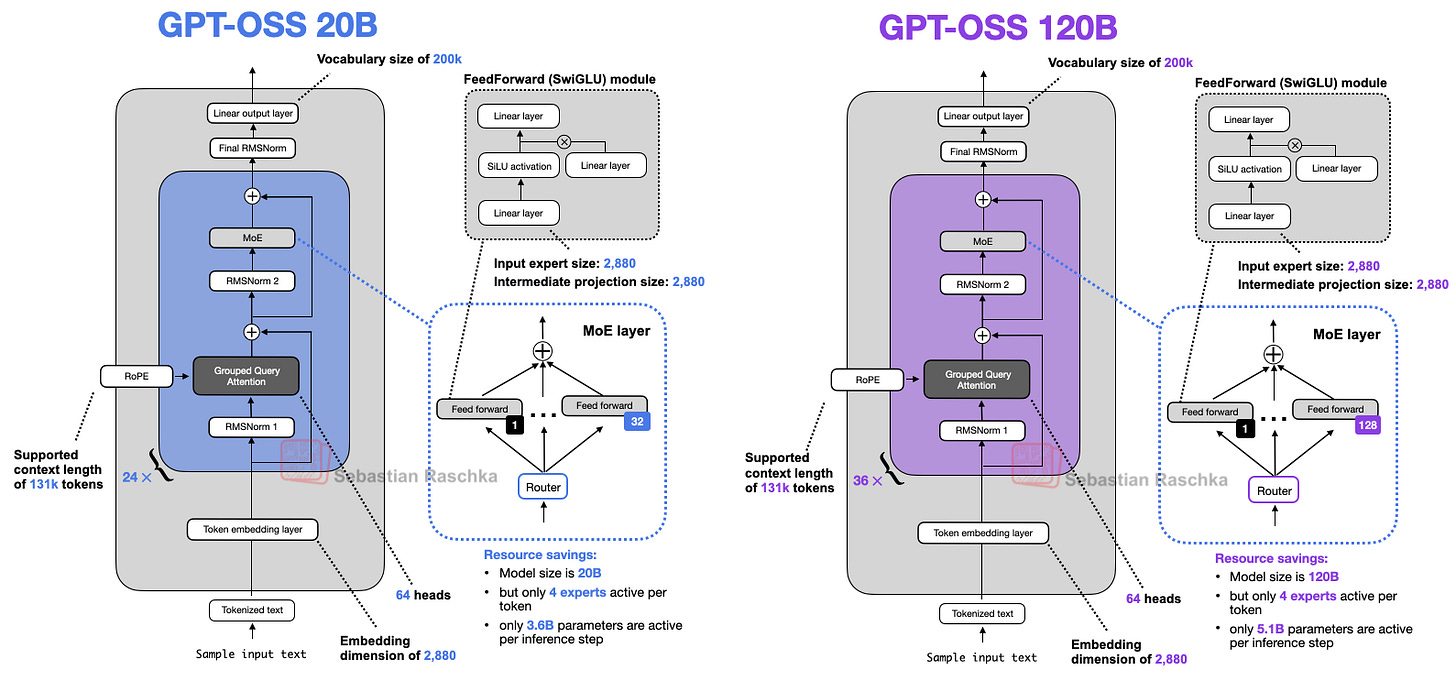 GPT-OSS 20B
Vocabulary size of 200k
FeedForward (SwiGLU) module
Linear output layer
Linear layer
Final RMSNorm
SiLU activation
Linear layer
Linear layer
MoE
RMSNorm 2
Input expert size: 2,880
Intermediate projection size: 2,880
MoE layer
RoPE
Grouped Query
Attention
Feed forward
1
...
Feed forward
32
RMSNorm 1
Supported
context length
of 131k tokens
24 ×
Sebastian Raschka
Router
Token embedding layer
Resource savings:
• Model size is 20B
• but only 4 experts active per
token
• only 3.6B parameters are active
per inference step
64 heads
Tokenized text
Embedding
dimension of 2,880
Sample input text
GPT-OSS 120B
Vocabulary size of 200k
FeedForward (SwiGLU) module
Linear output layer
Linear layer
Final RMSNorm
SiLU activation
Linear layer
Linear layer
MoE
RMSNorm 2
Input expert size: 2,880
Intermediate projection size: 2,880
MoE layer
RoPE
Grouped Query
Attention
Feed forward
1
...
Feed forward
128
RMSNorm 1
Supported
context length
of 131k tokens
36 ×
Sebastian Raschka
Router
Token embedding layer
Resource savings:
• Model size is 120B
• but only 4 experts active per
token
• only 5.1B parameters are active
per inference step
64 heads
Tokenized text
Embedding
dimension of 2,880
Sample input text